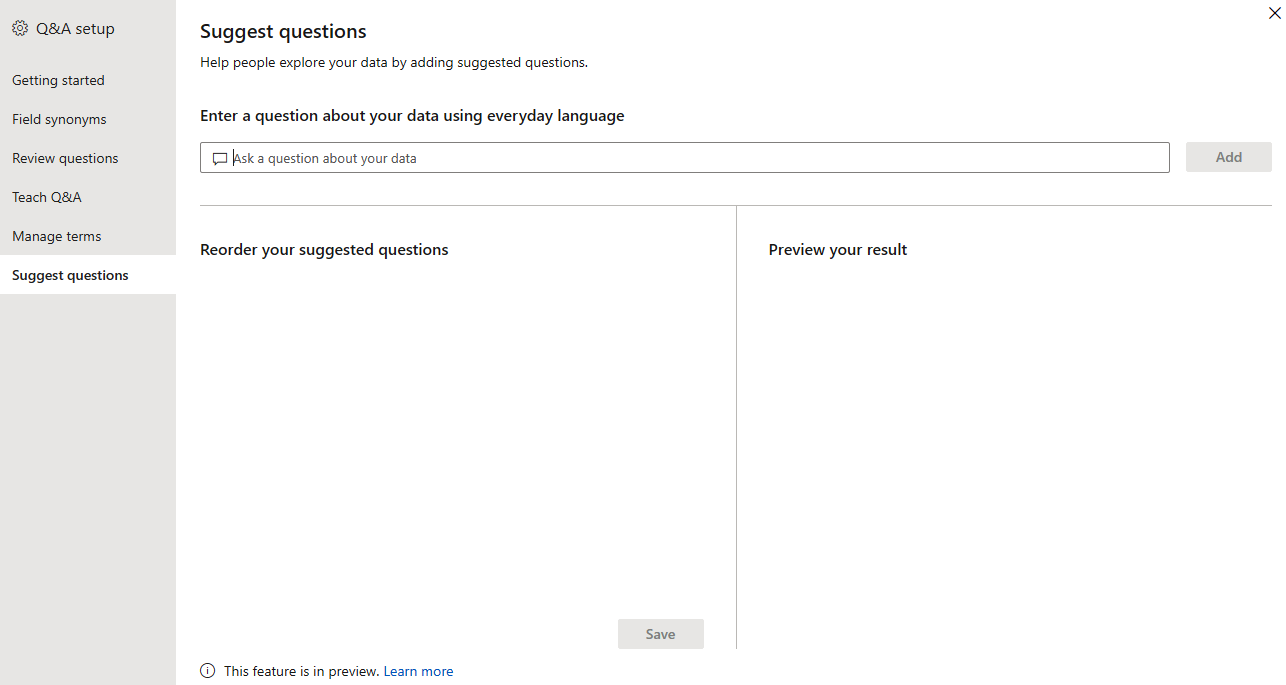 Q&A setup
Getting started
Field synonyms
Review questions
Teach Q&A
Manage terms
Suggest questions
Suggest questions
Help people explore your data by adding suggested questions.
Enter a question about your data using everyday language
Ask a question about your data
Add
Reorder your suggested questions
Preview your result
Save
This feature is in preview. Learn more